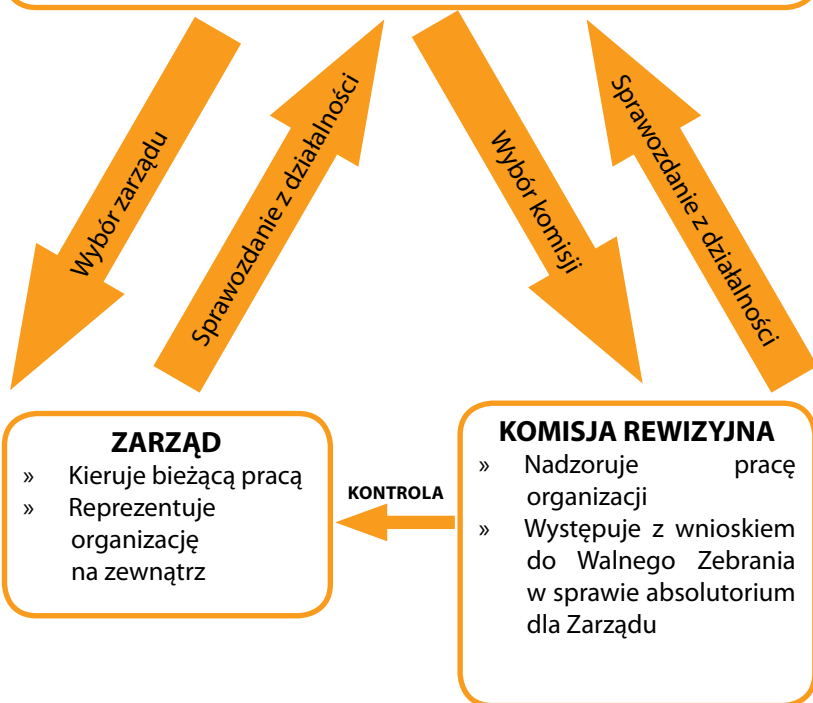 Wybór zarządu
Sprawozdanie z działalności
Wybór komisji
Sprawozdanie z działalności
ZARZĄD
» Kieruje bieżącą pracą
» Reprezentuje
organizację
na zewnątrz
KONTROLA
KOMISJA REWIZYJNA
» Nadzoruje pracę
organizacji
» Występuje z wnioskiem
do Walnego Zebrania
w sprawie absolutorium
dla Zarządu